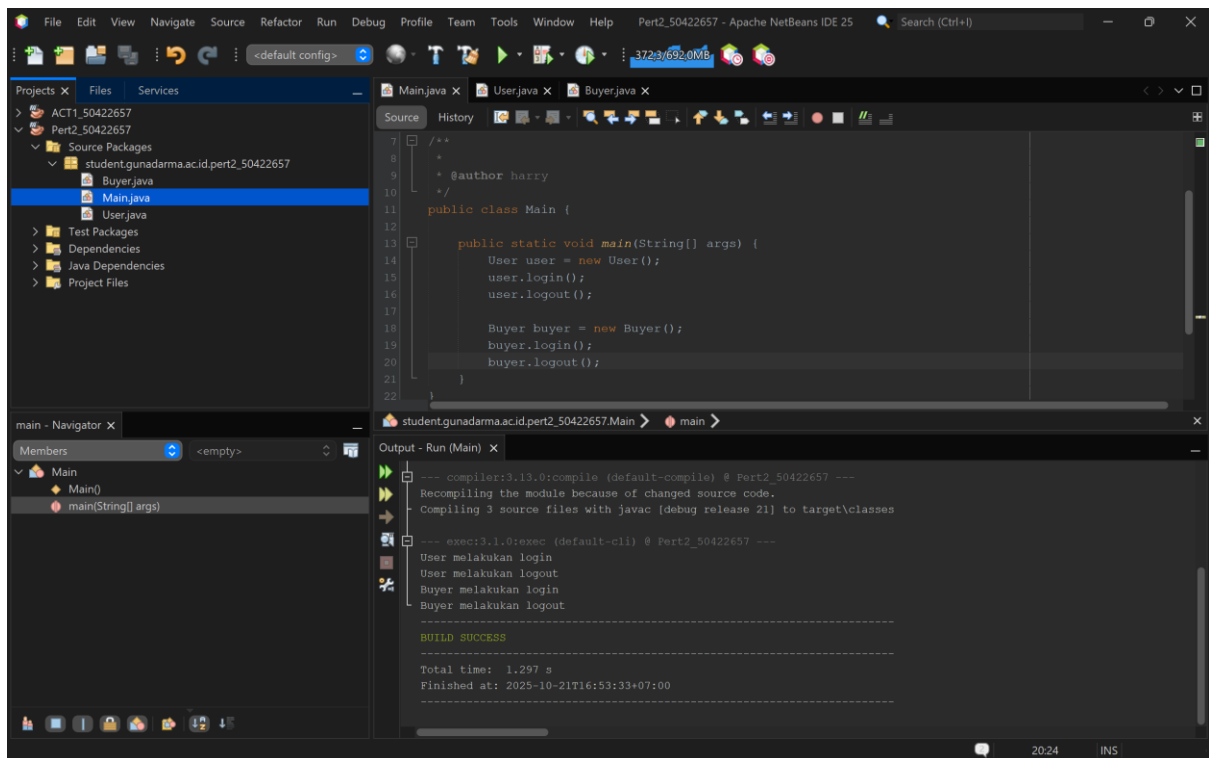 File Edit View Navigate Source Refactor Run Debug Profile Team Tools Window Help Pert2_50422657 - Apache NetBeans IDE 25 Search (Ctrl+I)
<default config> 372,3/692,0MB
Projects Files Services
ACT1_50422657
Pert2_50422657
Source Packages
student.gunadarma.ac.id.pert2_50422657
Buyer.java
Main.java
User.java
Test Packages
Dependencies
Java Dependencies
Project Files
Main.java User.java Buyer.java
Source History
7 /**
8 *
9 * @author harry
10 */
11 public class Main {
12
13 public static void main(String[] args) {
14 User user = new User();
15 user.login();
16 user.logout();
17
18 Buyer buyer = new Buyer();
19 buyer.login();
20 buyer.logout();
21 }
22 }
student.gunadarma.ac.id.pert2_50422657.Main main
main - Navigator
Members <empty>
Main
Main()
main(String[] args)
Output - Run (Main)
--- compiler:3.13.0:compile (default-compile) @ Pert2_50422657 ---
Recompiling the module because of changed source code.
Compiling 3 source files with javac [debug release 21] to target\classes
--- exec:3.1.0:exec (default-cli) @ Pert2_50422657 ---
User melakukan login
User melakukan logout
Buyer melakukan login
Buyer melakukan logout
------------------------------------------------------------------------
BUILD SUCCESS
------------------------------------------------------------------------
Total time: 1.297 s
Finished at: 2025-10-21T16:53:33+07:00
------------------------------------------------------------------------
20:24 INS